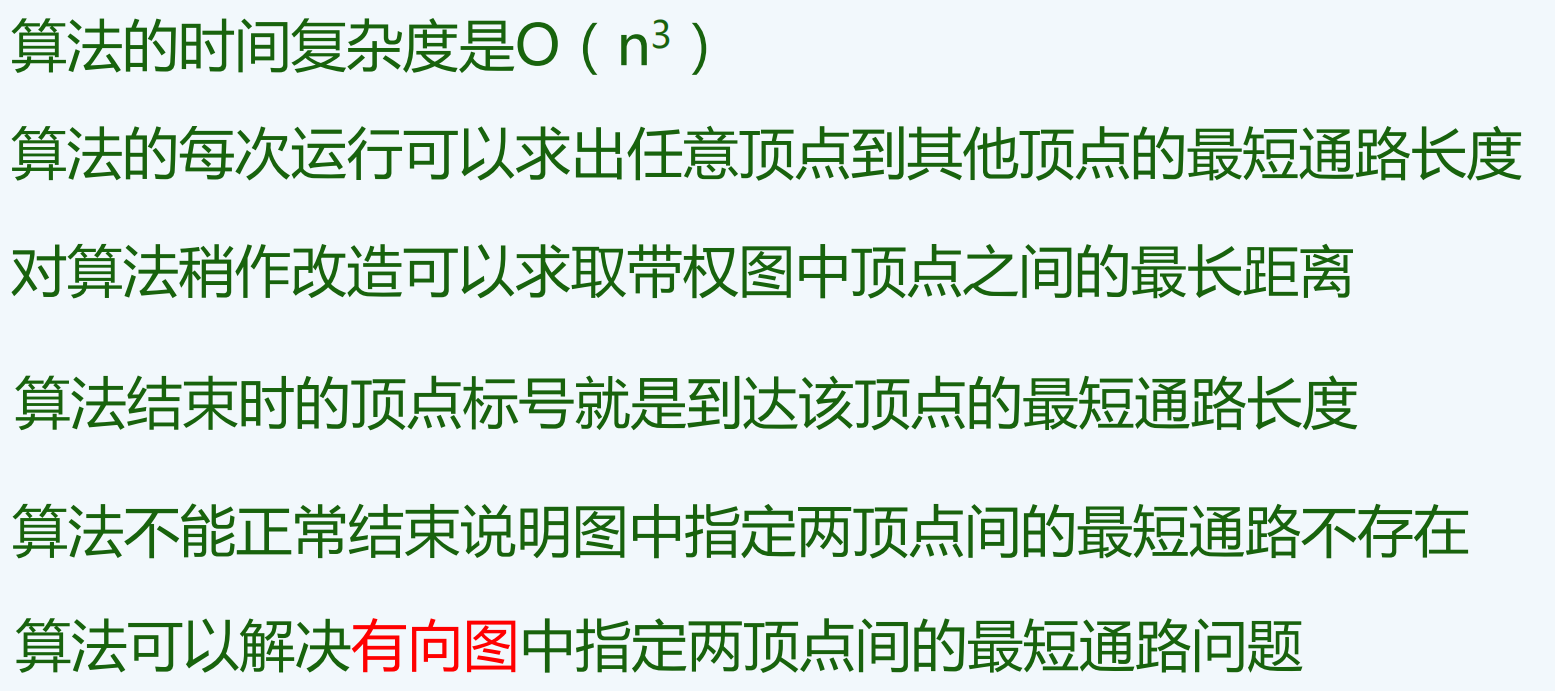 算法的时间复杂度是O（n³）
算法的每次运行可以求出任意顶点到其他顶点的最短通路长度
对算法稍作改造可以求取带权图中顶点之间的最长距离
算法结束时的顶点标号就是到达该顶点的最短通路长度
算法不能正常结束说明图中指定两顶点间的最短通路不存在
算法可以解决有向图中指定两顶点间的最短通路问题